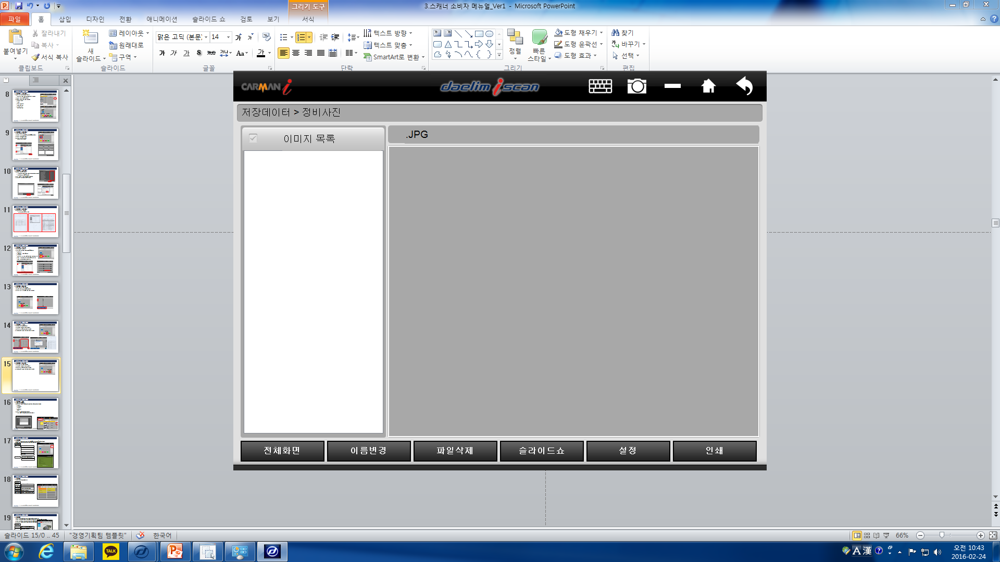 3.스캐너 소비자 메뉴얼_Ver1 - Microsoft PowerPoint
그리기 도구
파일 홈 삽입 디자인 전환 애니메이션 슬라이드 쇼 검토 보기 서식
붙여넣기
잘라내기
복사
서식 복사
클립보드
새 슬라이드
레이아웃
원래대로
구역
슬라이드
맑은 고딕 (본문) 14
가 가 가 S 가나 Aa 가
글꼴
텍스트 방향
텍스트 맞춤
SmartArt로 변환
단락
정렬
빠른 스타일
도형 채우기
도형 윤곽선
도형 효과
그리기
찾기
바꾸기
선택
편집
CARMAN i
daelim iscan
저장데이터 > 정비사진
이미지 목록
.JPG
전체화면 이름변경 파일삭제 슬라이드쇼 설정 인쇄
8
9
10
11
12
13
14
15
16
17
18
19
슬라이드 15/0 .. 45 "경영기획팀 템플릿" 한국어
66%
TALK
A 漢
오전 10:43
2016-02-24